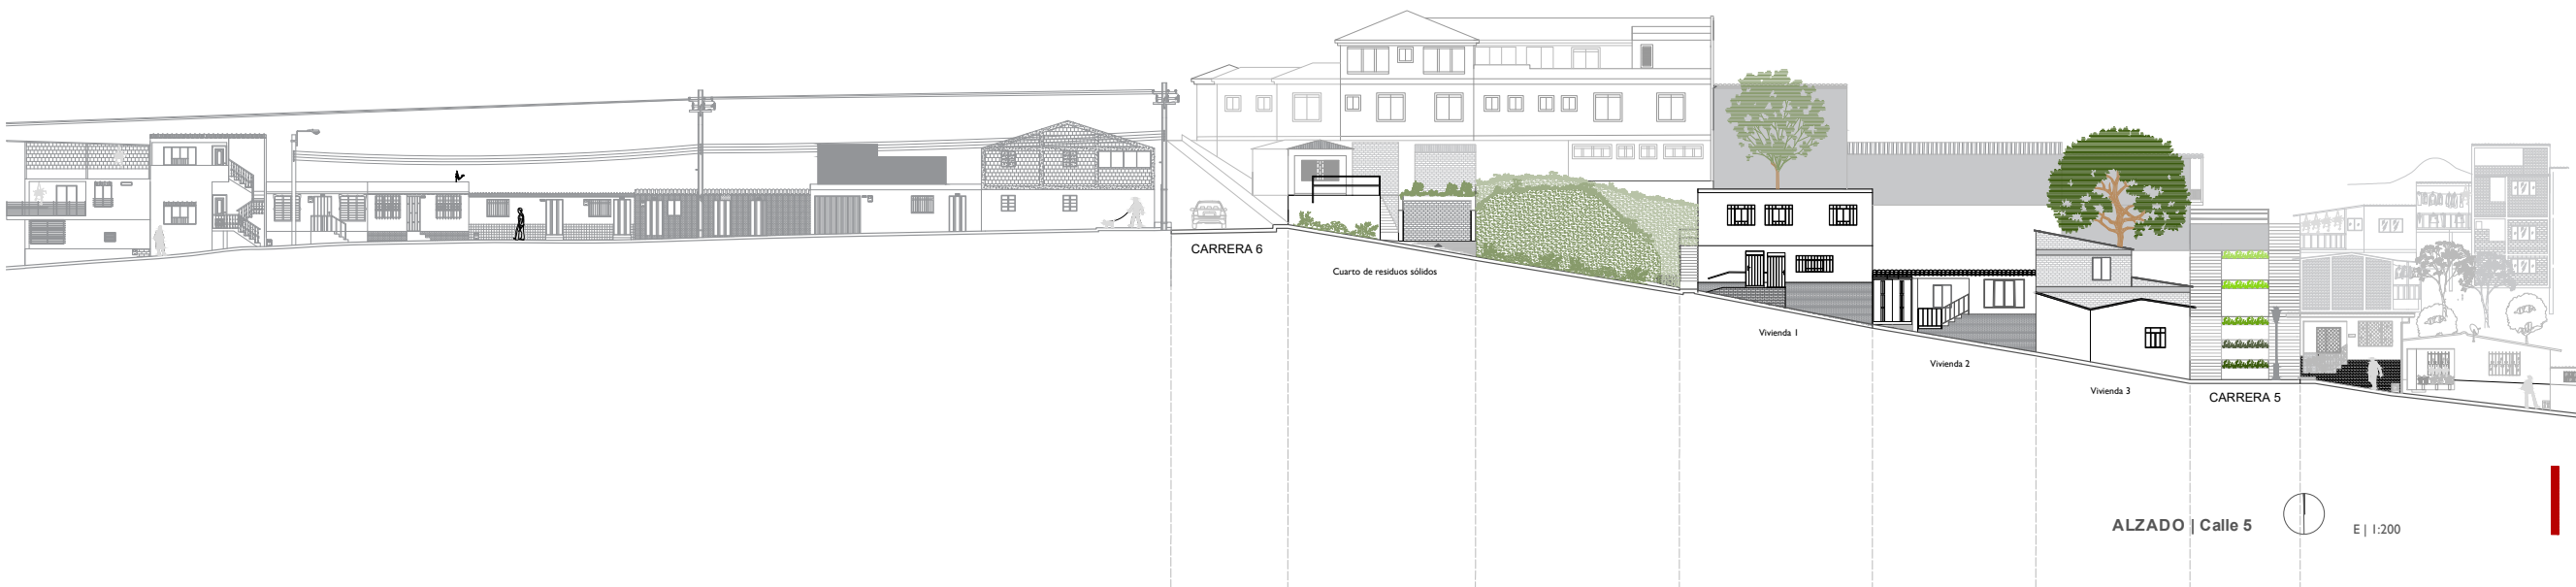 CARRERA 6
Cuarto de residuos sólidos
Vivienda 1
Vivienda 2
Vivienda 3
CARRERA 5
ALZADO | Calle 5
E | 1:200